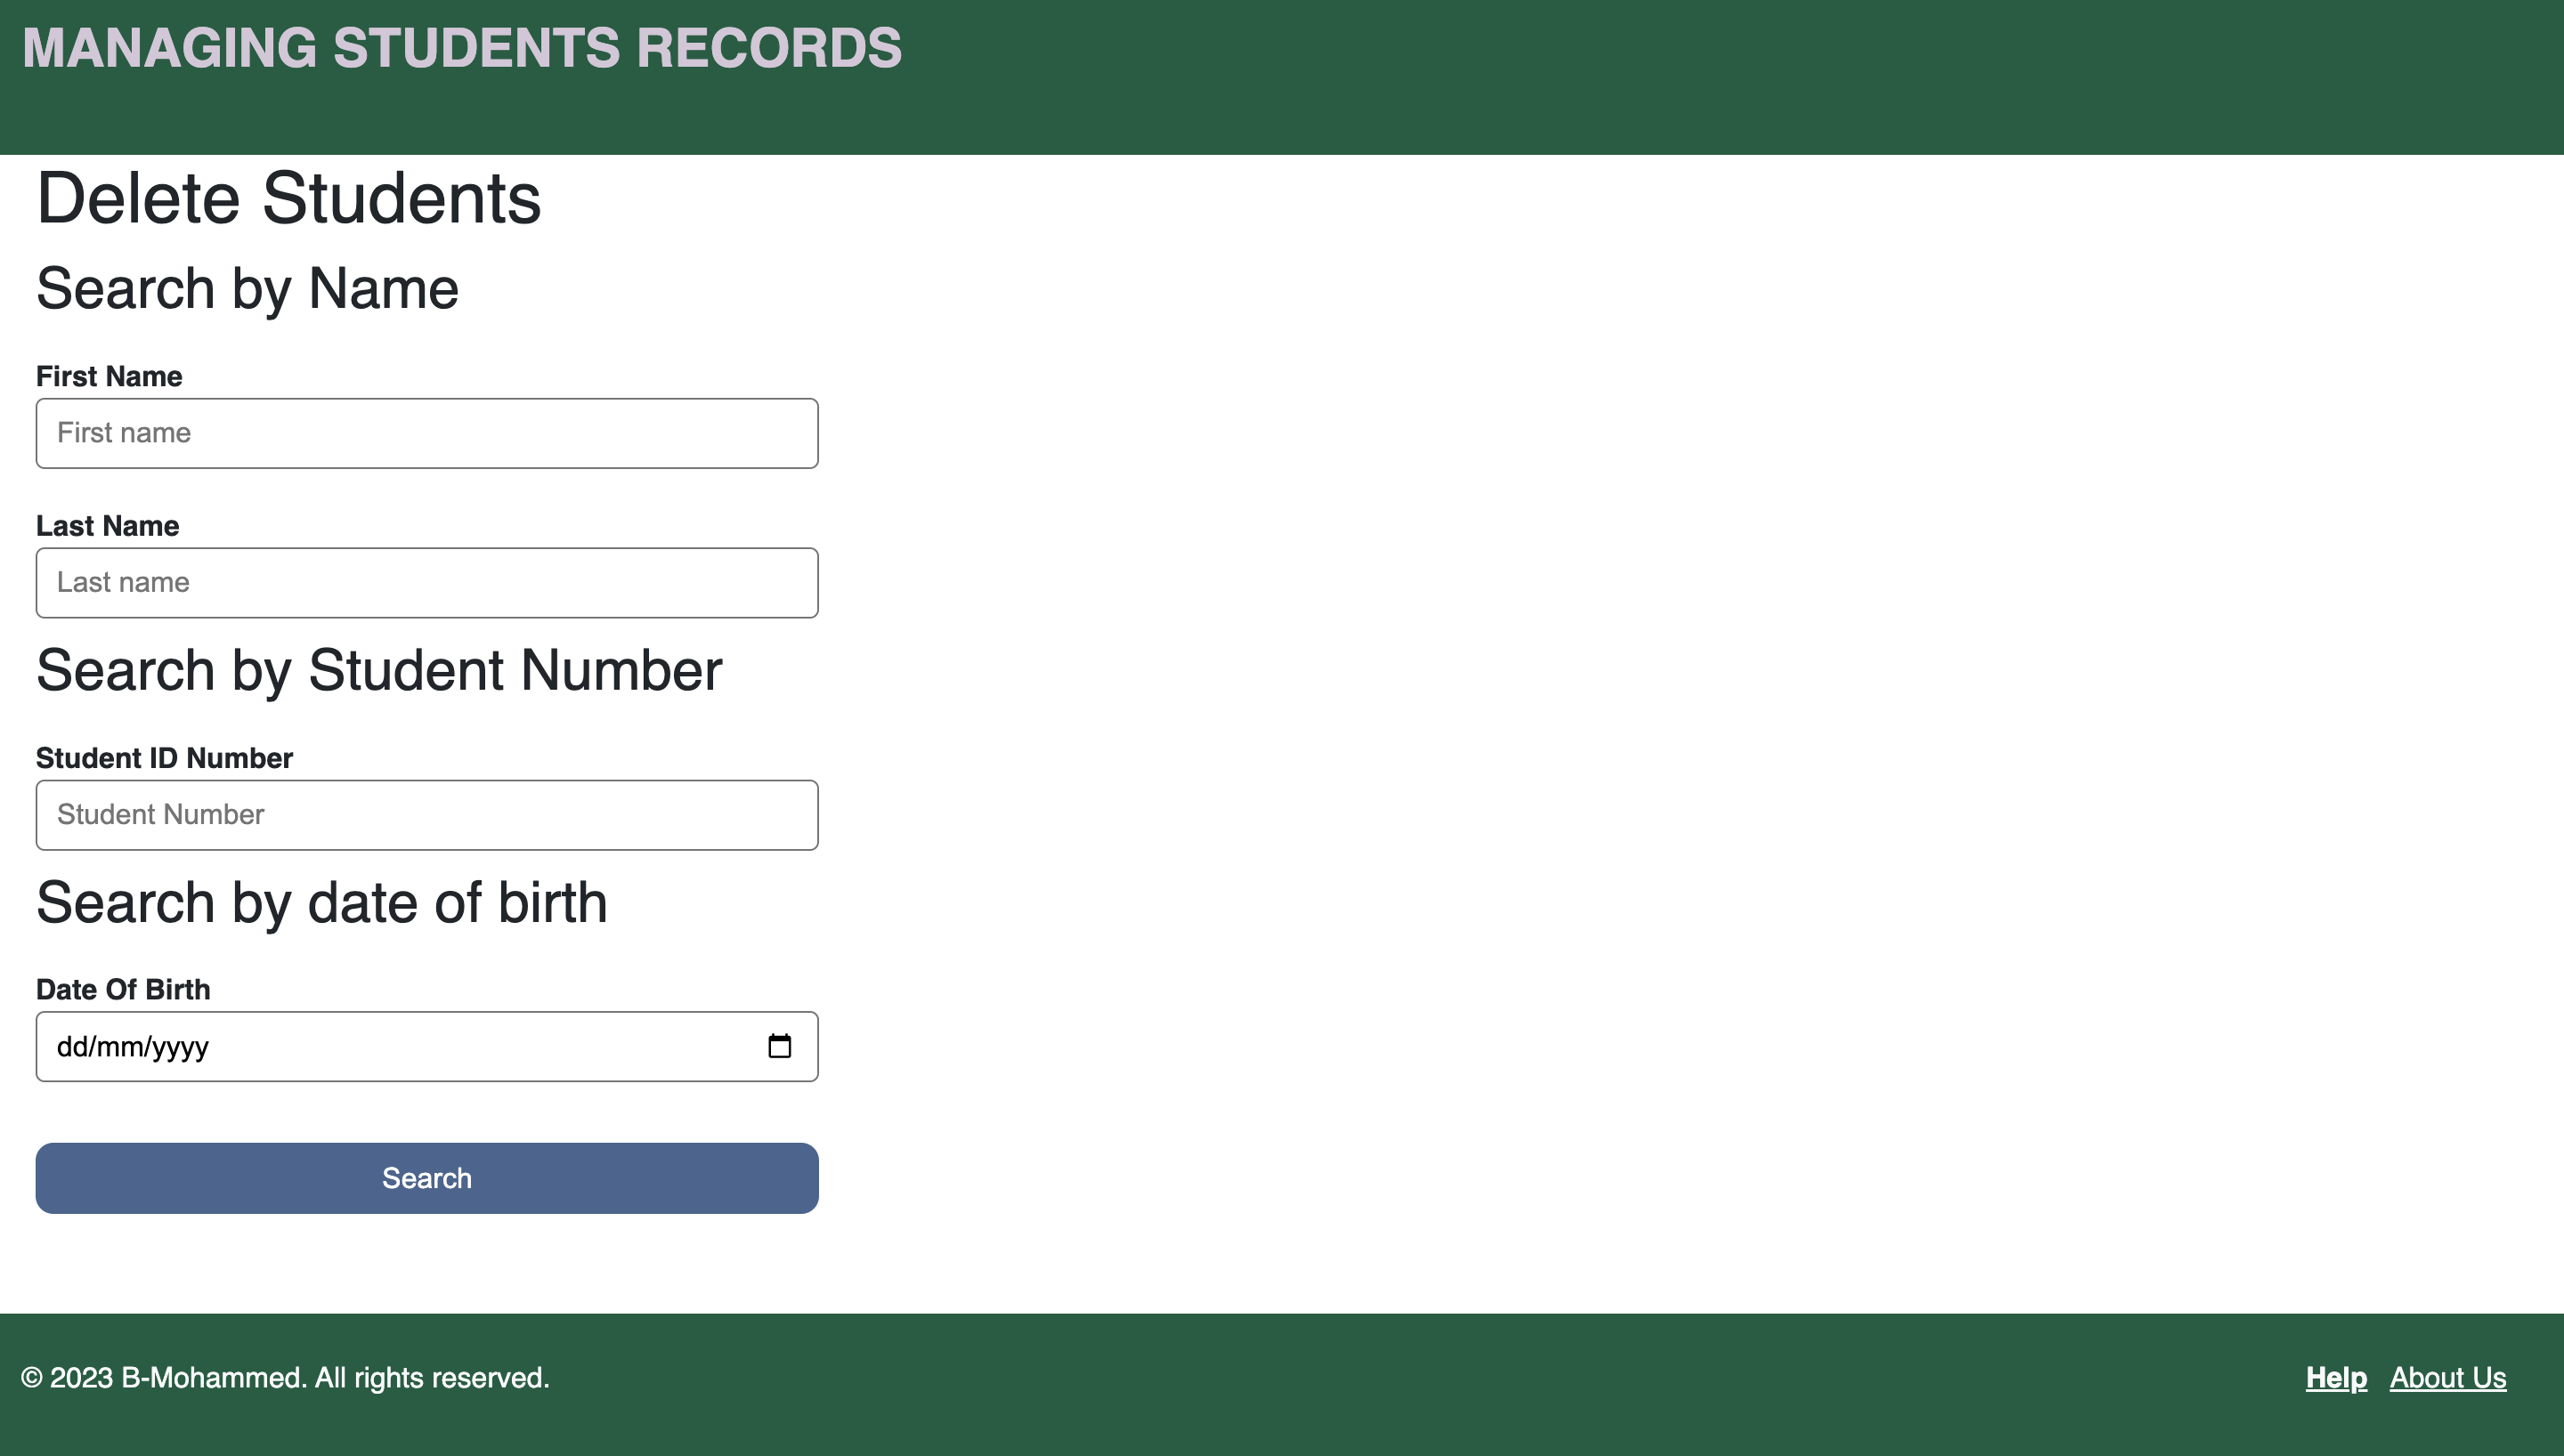 MANAGING STUDENTS RECORDS
Delete Students
Search by Name
First Name
First name
Last Name
Last name
Search by Student Number
Student ID Number
Student Number
Search by date of birth
Date Of Birth
dd/mm/yyyy
Search
© 2023 B-Mohammed. All rights reserved.
Help About Us